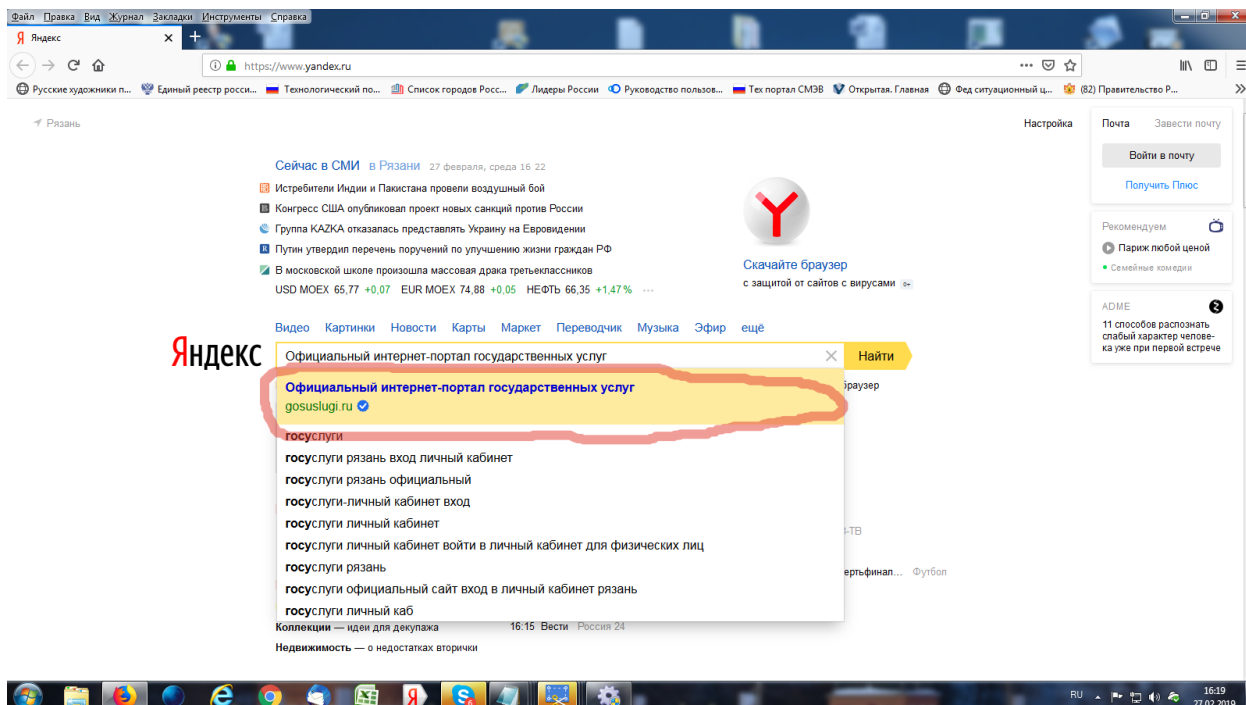 Файл Правка Вид Журнал Закладки Инструменты Справка
Яндекс
https://www.yandex.ru
Русские художники п... Единый реестр росси... Технологический по... Список городов Росс... Лидеры России Руководство пользов... Тех портал СМЭВ Открытая. Главная Фед ситуационный ц... (82) Правительство Р...
Рязань
Настройка
Почта Завести почту
Войти в почту
Получить Плюс
Сейчас в СМИ в Рязани 27 февраля, среда 16 22
Истребители Индии и Пакистана провели воздушный бой
Конгресс США опубликовал проект новых санкций против России
Группа KAZKA отказалась представлять Украину на Евровидении
Путин утвердил перечень поручений по улучшению жизни граждан РФ
В московской школе произошла массовая драка третьеклассников
USD MOEX 65,77 +0,07 EUR MOEX 74,88 +0,05 НЕФТЬ 66,35 +1,47% ...
Скачайте браузер
с защитой от сайтов с вирусами 0+
Рекомендуем
Париж любой ценой
Семейные комедии
ADME
11 способов распознать
слабый характер челове-
ка уже при первой встрече
Видео Картинки Новости Карты Маркет Переводчик Музыка Эфир ещё
Яндекс
Официальный интернет-портал государственных услуг
Найти
Официальный интернет-портал государственных услуг
браузер
gosuslugi.ru
госуслуги
госуслуги рязань вход личный кабинет
госуслуги рязань официальный
госуслуги-личный кабинет вход
госуслуги личный кабинет
госуслуги личный кабинет войти в личный кабинет для физических лиц
госуслуги рязань
ертьфинал... Футбол
госуслуги официальный сайт вход в личный кабинет рязань
госуслуги личный каб
Коллекции — идеи для декупажа
16:15 Вести Россия 24
Недвижимость — о недостатках вторички
RU
16:19
27.02.2019